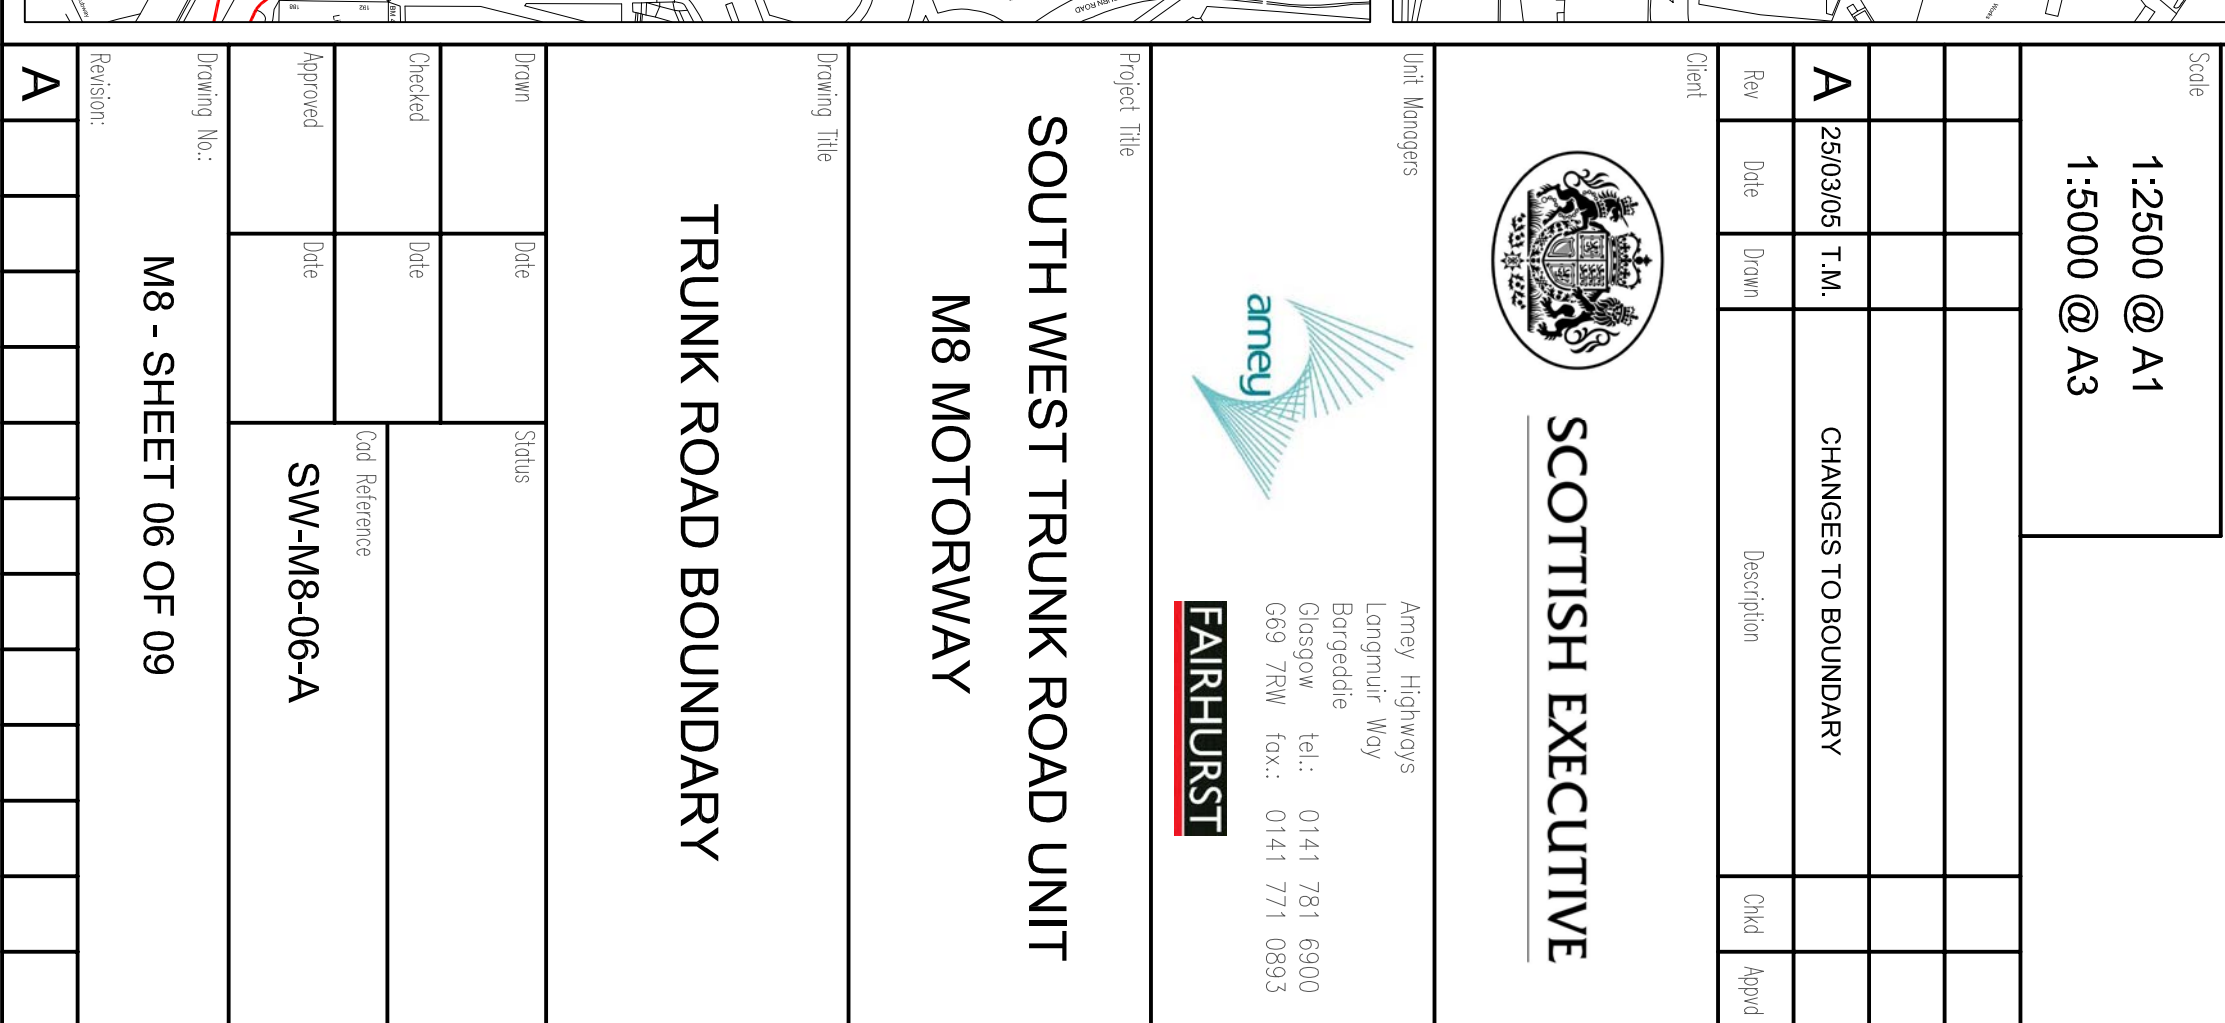 Scale
1:2500 @ A1
1:5000 @ A3
A 25/03/05 T.M. CHANGES TO BOUNDARY
Rev Date Drawn Description Chkd Appvd
Client
SCOTTISH EXECUTIVE
Unit Managers
amey
Amey Highways
Langmuir Way
Bargeddie
Glasgow tel.: 0141 781 6900
G69 7RW fax.: 0141 771 0893
FAIRHURST
Project Title
SOUTH WEST TRUNK ROAD UNIT
M8 MOTORWAY
Drawing Title
TRUNK ROAD BOUNDARY
Drawn Date Status
Checked Date
Cad Reference
Approved Date
SW-M8-06-A
Drawing No.:
M8 - SHEET 06 OF 09
Revision:
A
188
192
Works